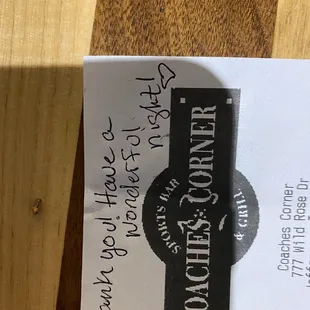 ank you! Have a
wonderful
night!
SPORTS BAR
COACHES CORNER
& GRILL
Coaches Corner
777 Wild Rose Dr